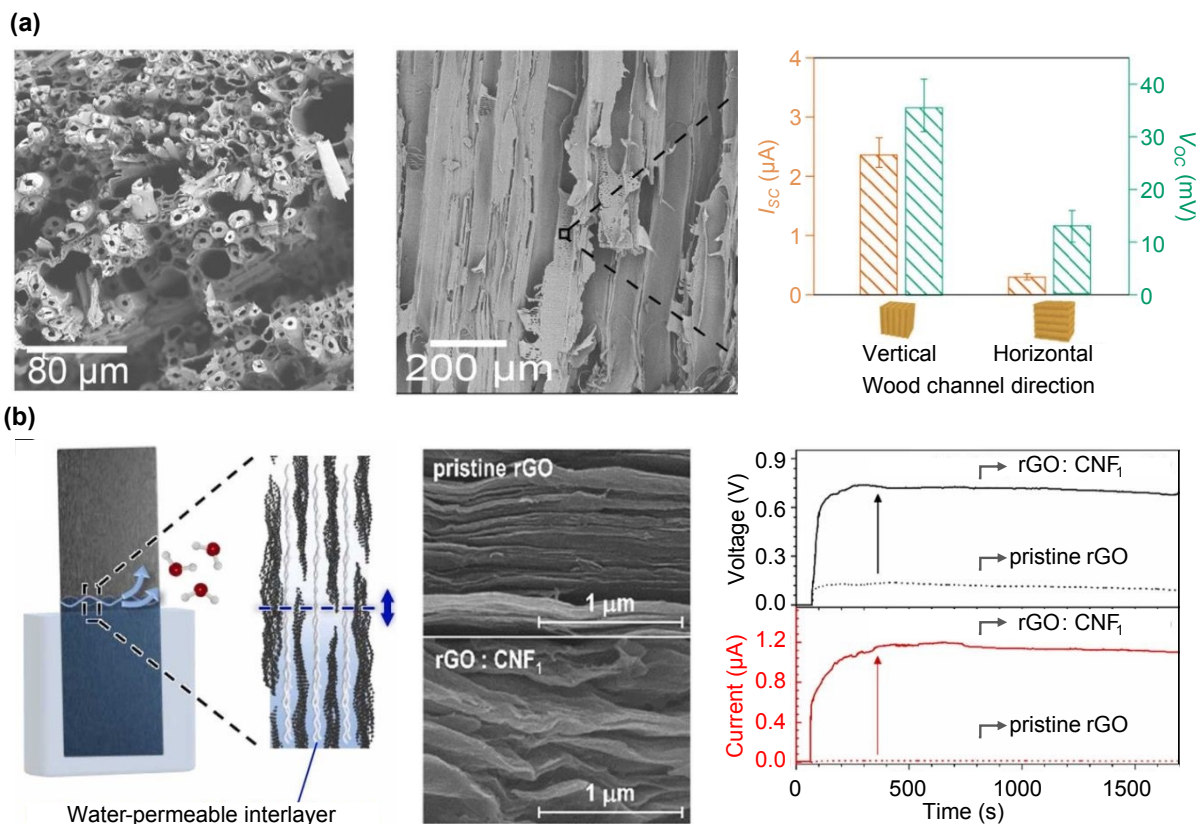 (a)
80 µm
200 µm
4
3
2
1
0
I_SC (µA)
40
30
20
10
0
V_OC (mV)
Vertical
Horizontal
Wood channel direction
(b)
Water-permeable interlayer
pristine rGO
1 µm
rGO : CNF₁
1 µm
0.9
0.6
0.3
0.0
Voltage (V)
rGO : CNF₁
pristine rGO
1.2
0.8
0.4
0.0
Current (µA)
rGO : CNF₁
pristine rGO
0
500
1000
1500
Time (s)